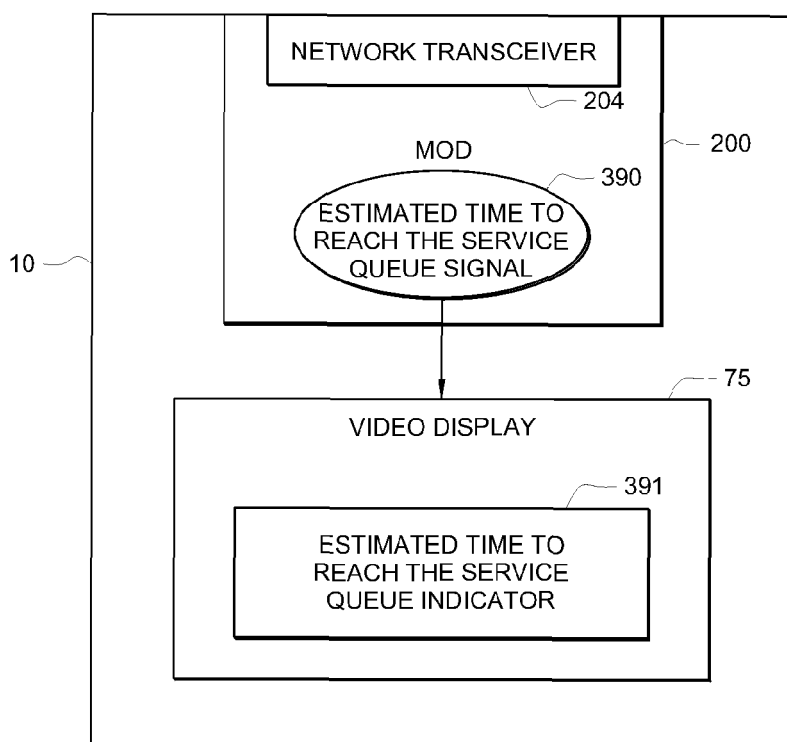 NETWORK TRANSCEIVER
204
200
MOD
390
ESTIMATED TIME TO
REACH THE SERVICE
QUEUE SIGNAL
10
75
VIDEO DISPLAY
391
ESTIMATED TIME TO
REACH THE SERVICE
QUEUE INDICATOR